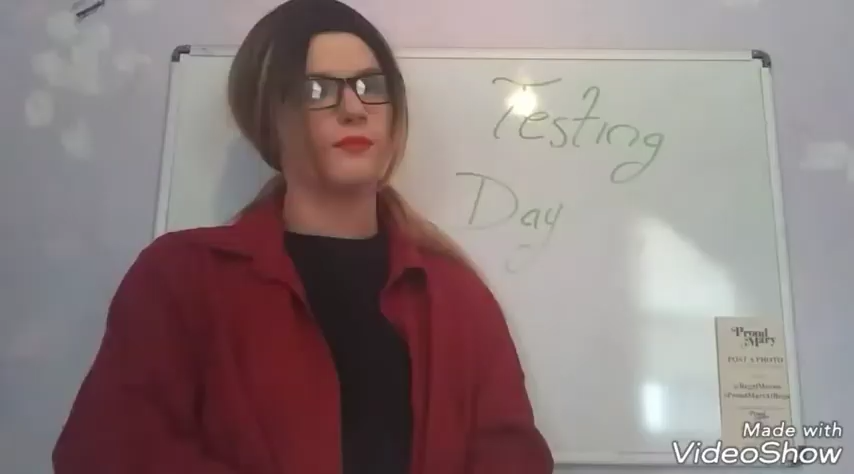 Testing
Day
Proud
Mary
POST A PHOTO
Made with
VideoShow